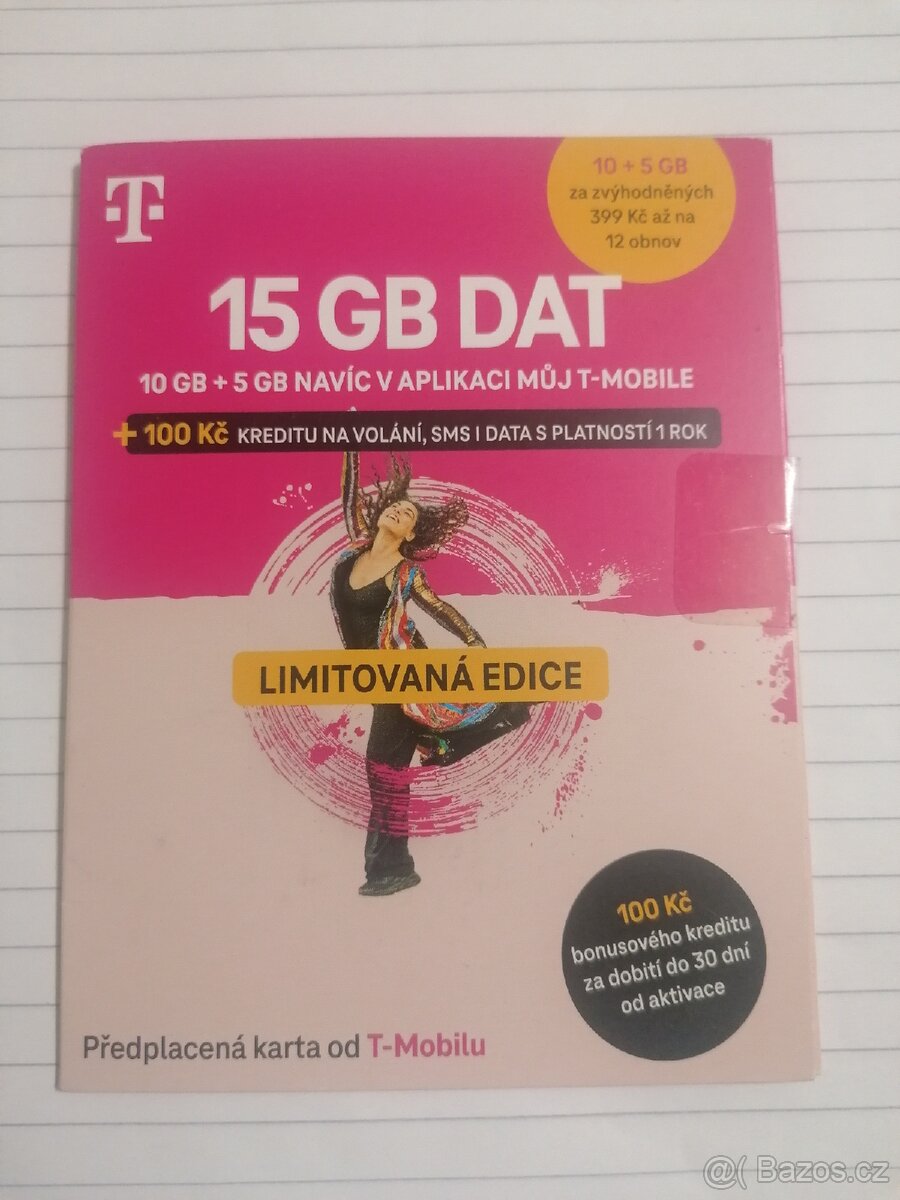 T
10 + 5 GB
za zvýhodněných
399 Kč až na
12 obnov
15 GB DAT
10 GB + 5 GB NAVÍC V APLIKACI MŮJ T-MOBILE
+ 100 Kč KREDITU NA VOLÁNÍ, SMS I DATA S PLATNOSTÍ 1 ROK
LIMITOVANÁ EDICE
100 Kč
bonusového kreditu
za dobití do 30 dní
od aktivace
Předplacená karta od T-Mobilu
@( Bazos.cz